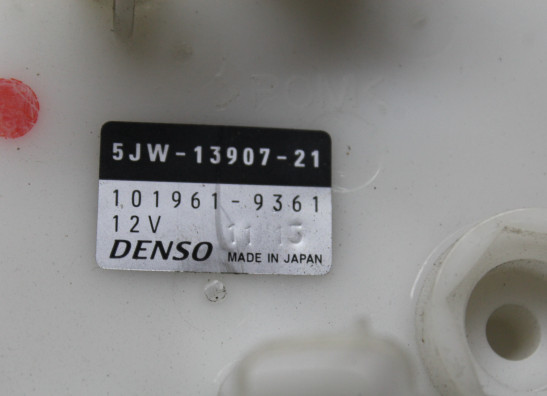 5JW-13907-21
101961-9361
12V
DENSO MADE IN JAPAN